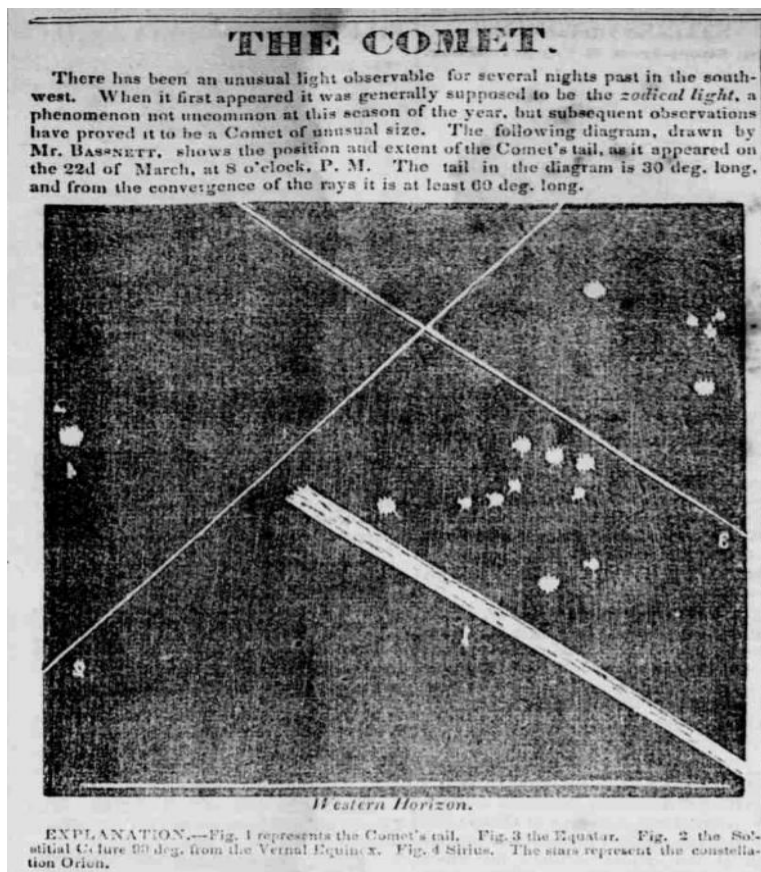 THE COMET.
There has been an unusual light observable for several nights past in the south-
west. When it first appeared it was generally supposed to be the zodical light, a
phenomenon not uncommon at this season of the year, but subsequent observations
have proved it to be a Comet of unusual size. The following diagram, drawn by
Mr. BASSNETT, shows the position and extent of the Comet's tail, as it appeared on
the 22d of March, at 8 o'clock, P. M. The tail in the diagram is 30 deg. long,
and from the convergence of the rays it is at least 60 deg. long.
3
1
2
Western Horizon.
EXPLANATION.—Fig. 1 represents the Comet's tail. Fig. 3 the Equator. Fig. 2 the Sol-
stitial Colure 90 deg. from the Vernal Equinox. Fig. 4 Sirius. The stars represent the constella-
tion Orion.